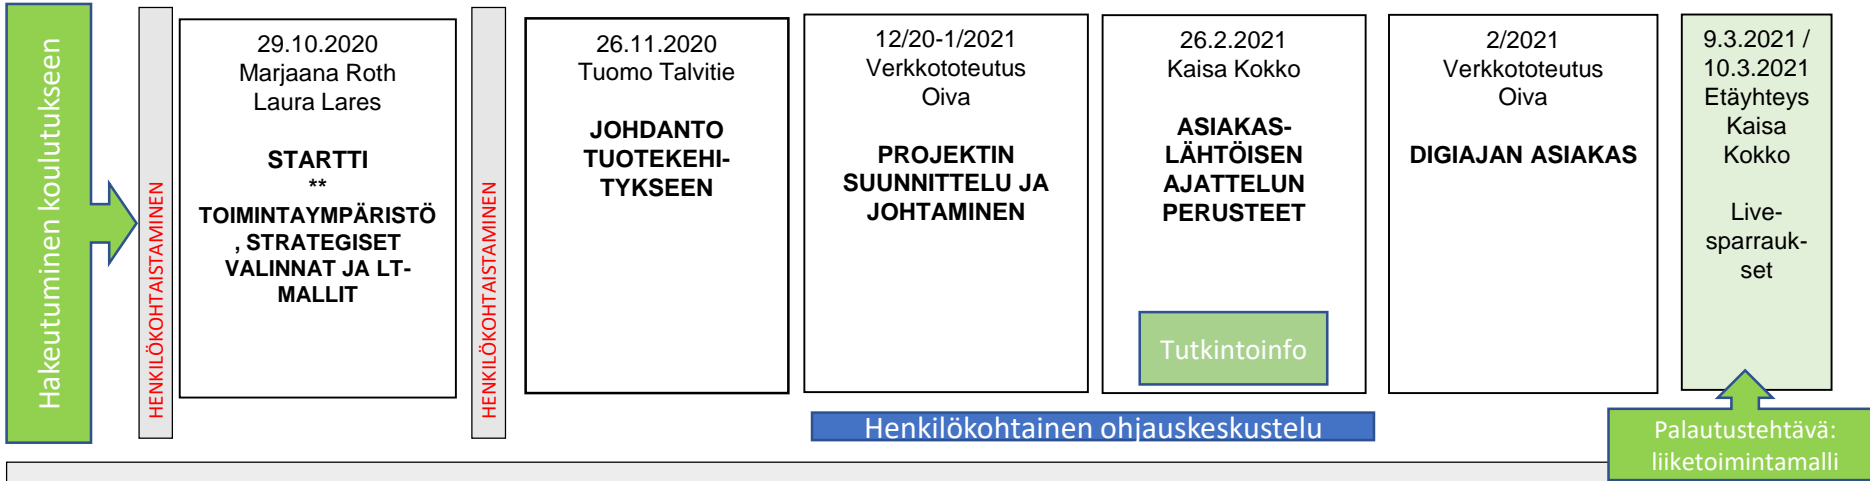 Hakeutuminen koulutukseen
HENKILÖKOHTAISTAMINEN
29.10.2020
Marjaana Roth
Laura Lares
STARTTI
**
TOIMINTAYMPÄRISTÖ
, STRATEGISET
VALINNAT JA LT-
MALLIT
HENKILÖKOHTAISTAMINEN
26.11.2020
Tuomo Talvitie
JOHDANTO
TUOTEKEHI-
TYKSEEN
12/20-1/2021
Verkkototeutus
Oiva
PROJEKTIN
SUUNNITTELU JA
JOHTAMINEN
26.2.2021
Kaisa Kokko
ASIAKAS-
LÄHTÖISEN
AJATTELUN
PERUSTEET
Tutkintoinfo
2/2021
Verkkototeutus
Oiva
DIGIAJAN ASIAKAS
9.3.2021 /
10.3.2021
Etäyhteys
Kaisa
Kokko
Live-
sparrauk-
set
Henkilökohtainen ohjauskeskustelu
Palautustehtävä:
liiketoimintamalli